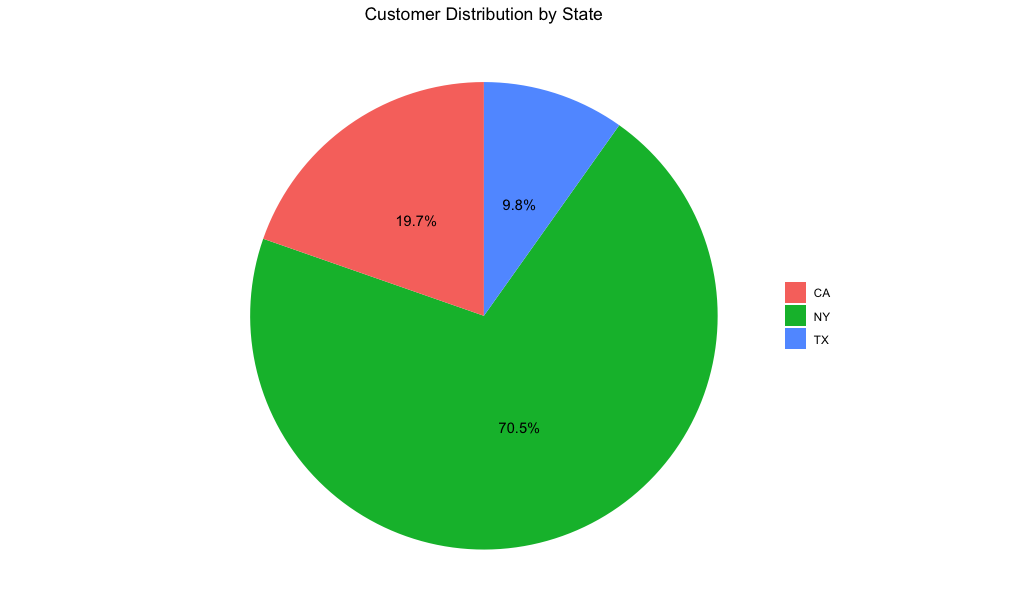 Customer Distribution by State
9.8%
19.7%
70.5%
CA
NY
TX